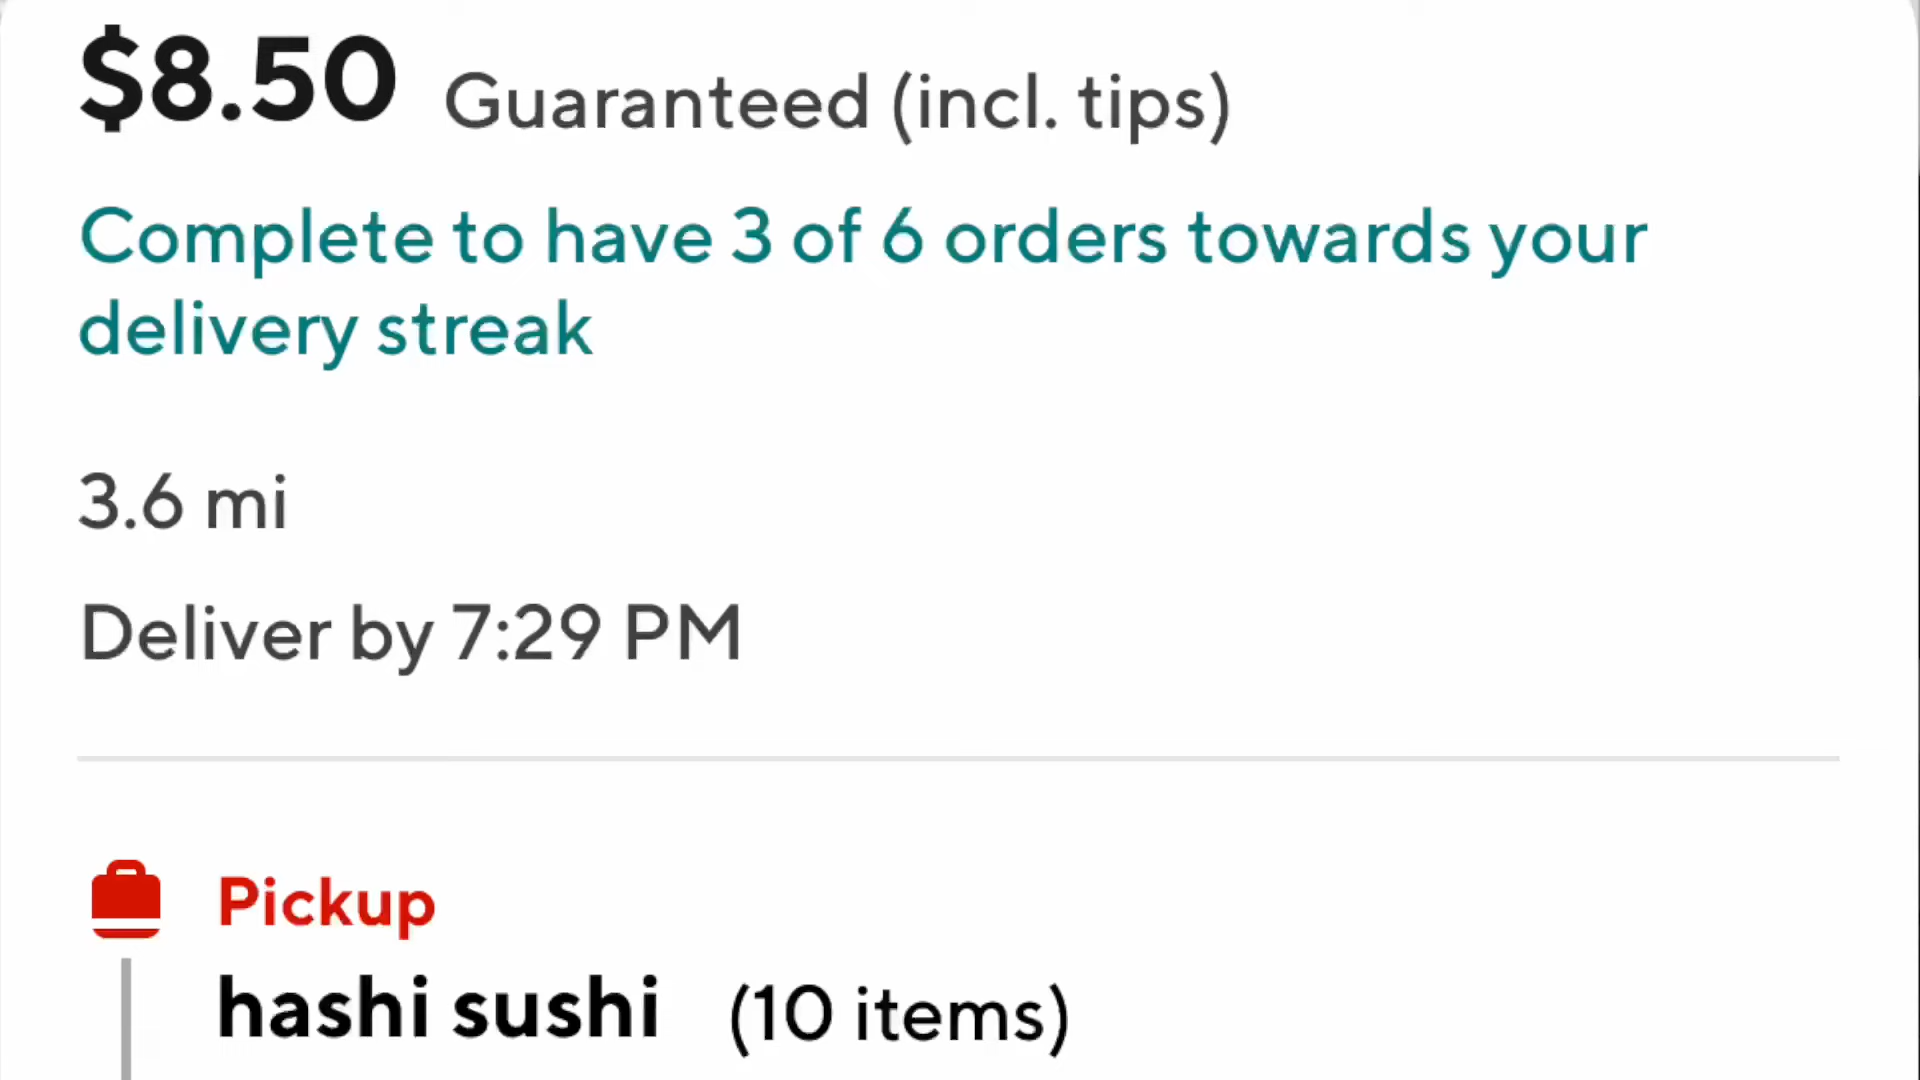 $8.50 Guaranteed (incl. tips)
Complete to have 3 of 6 orders towards your
delivery streak
3.6 mi
Deliver by 7:29 PM
Pickup
hashi sushi (10 items)